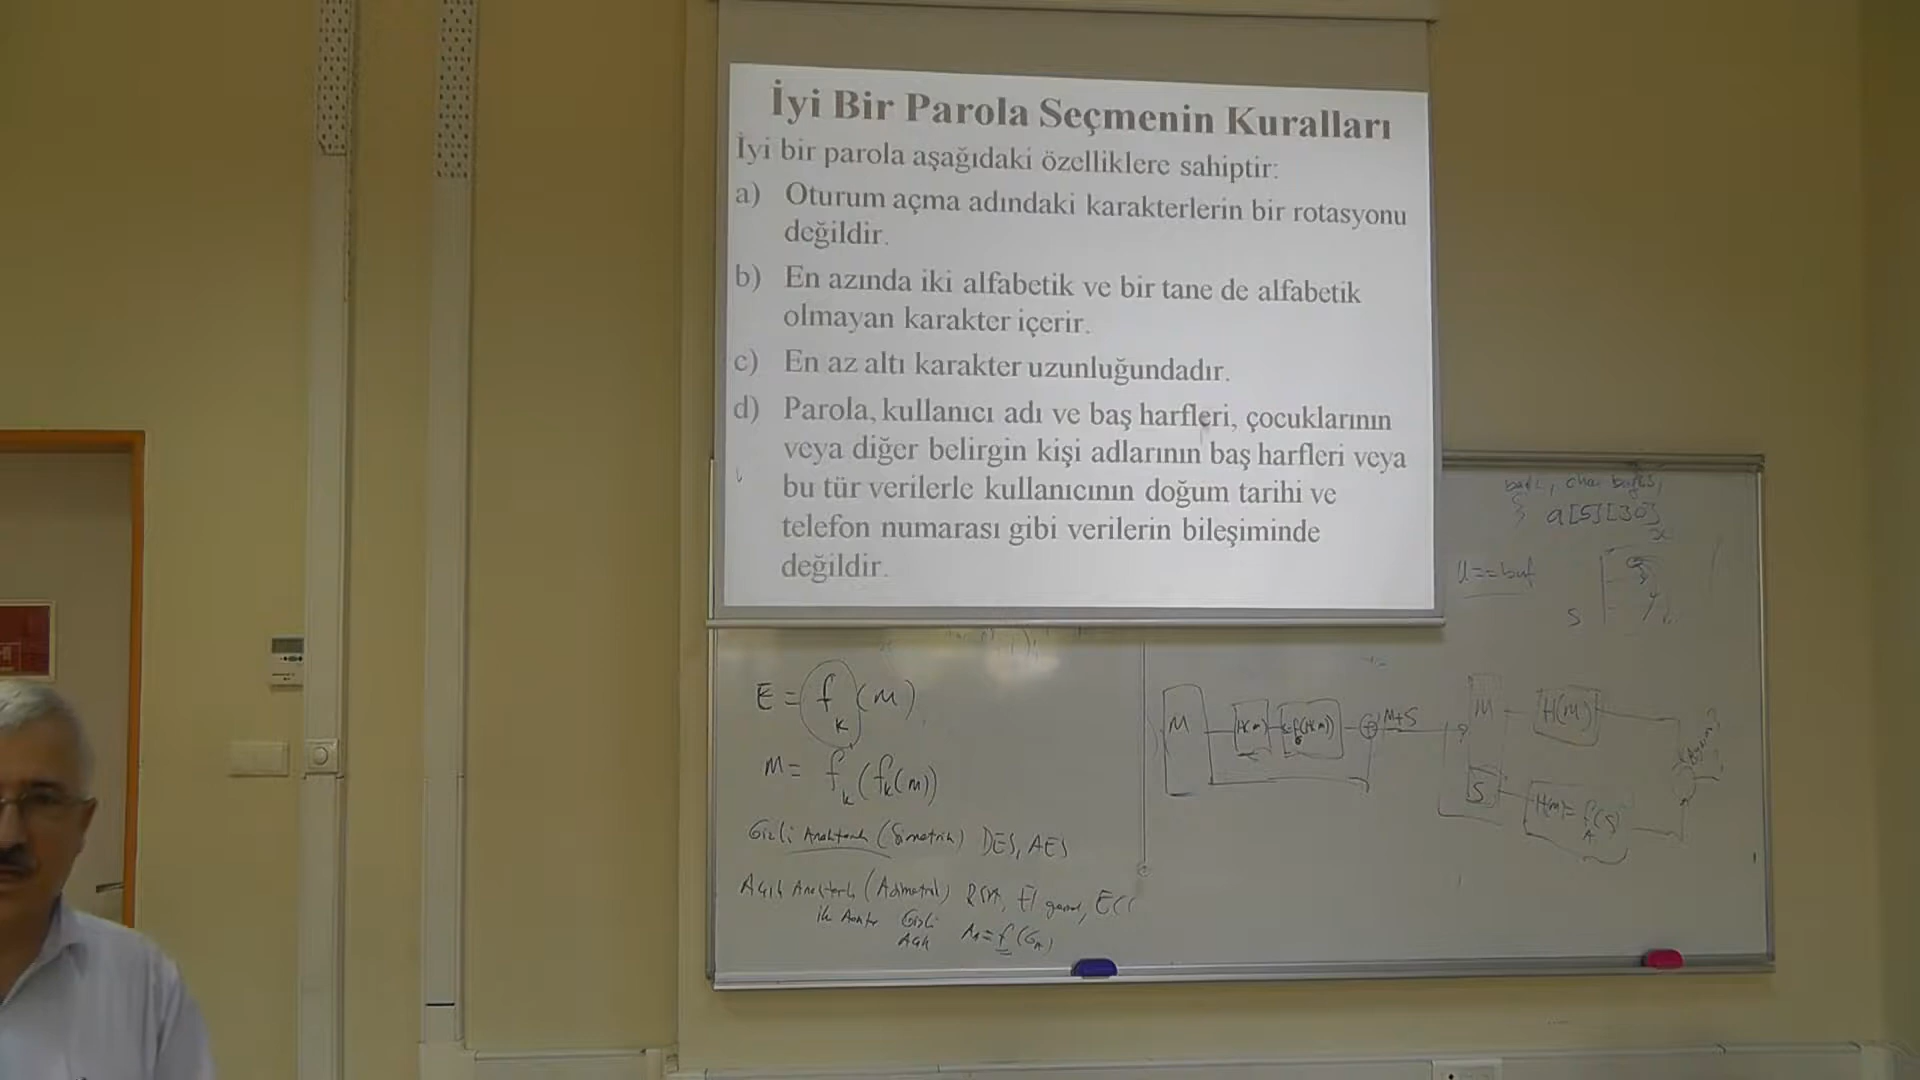 İyi Bir Parola Seçmenin Kuralları
İyi bir parola aşağıdaki özelliklere sahiptir:
a) Oturum açma adındaki karakterlerin bir rotasyonu
değildir.
b) En azında iki alfabetik ve bir tane de alfabetik
olmayan karakter içerir.
c) En az altı karakter uzunluğundadır.
d) Parola, kullanıcı adı ve baş harfleri, çocuklarının
veya diğer belirgin kişi adlarının baş harfleri veya
bu tür verilerle kullanıcının doğum tarihi ve
telefon numarası gibi verilerin bileşiminde
değildir.
a[5][30]
U==buf
S
E = f k (m)
M = f k (fk(m))
Gizli Anahtarlı (Simetrik) DES, AES
Açık Anahtarlı (Asimetrik) RSA, El gamal, ECC
Gizli
Açık
M H(m) M+S
M H(m)
S H(m)= f A (S)